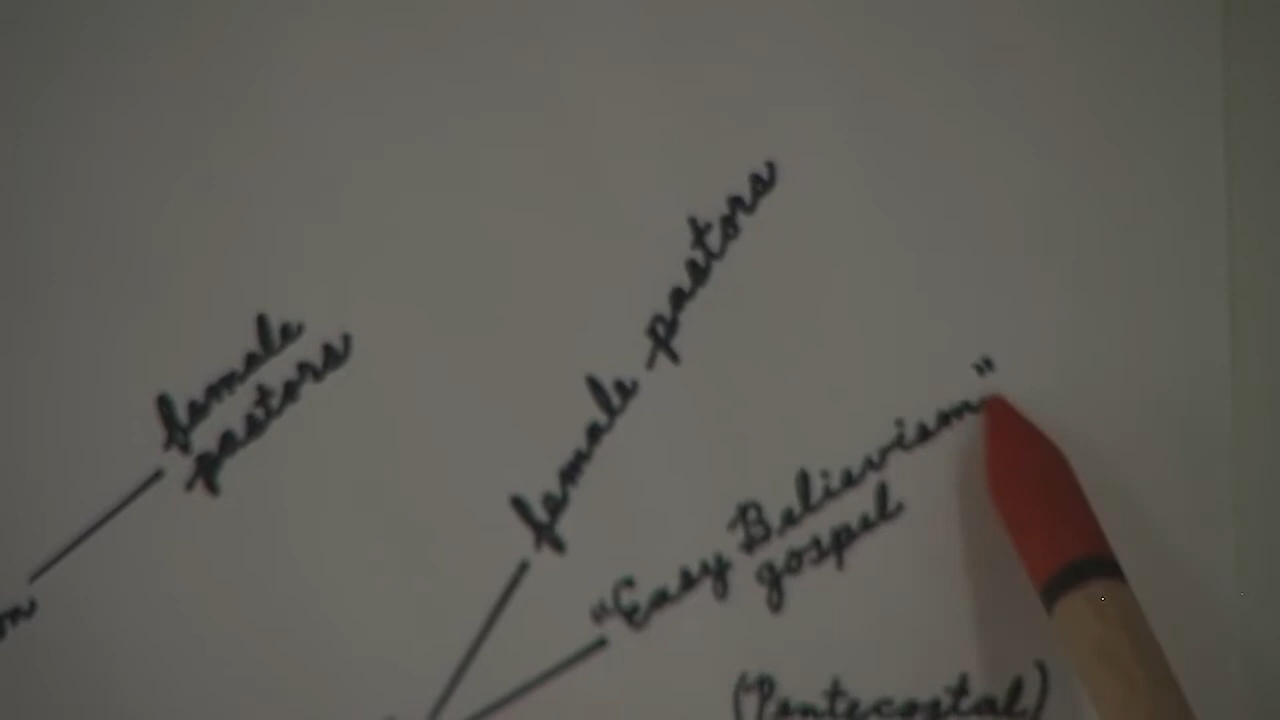 female
pastors
female pastors
"Easy Believism"
gospel
(Pentecostal)